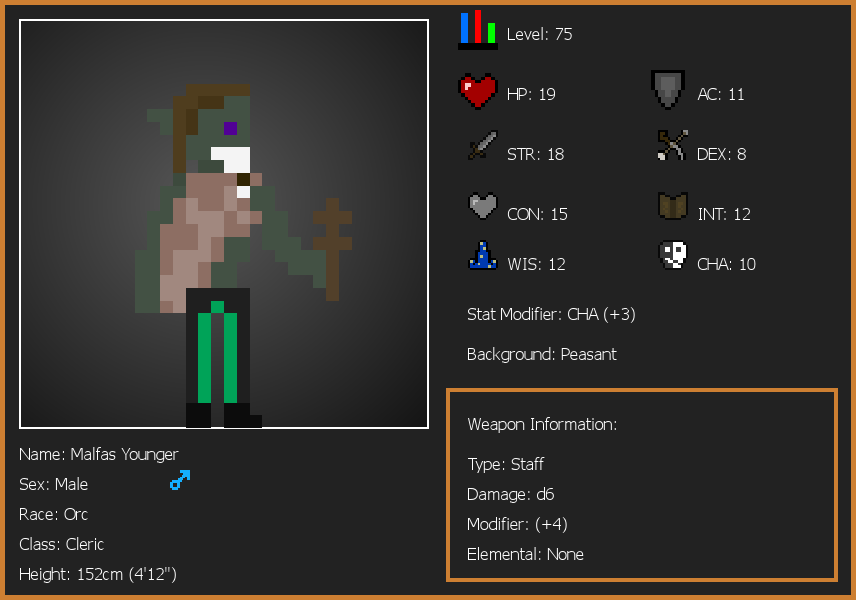 Level: 75
HP: 19
AC: 11
STR: 18
DEX: 8
CON: 15
INT: 12
WIS: 12
CHA: 10
Stat Modifier: CHA (+3)
Background: Peasant
Weapon Information:
Type: Staff
Damage: d6
Modifier: (+4)
Elemental: None
Name: Malfas Younger
Sex: Male
Race: Orc
Class: Cleric
Height: 152cm (4'12")